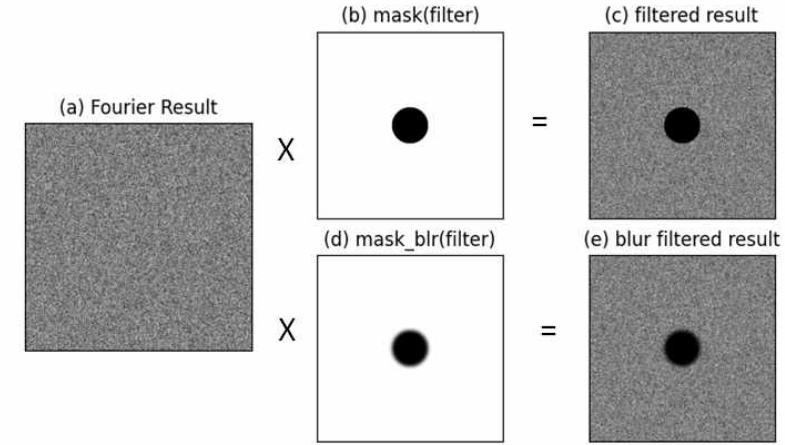 (b) mask(filter)
(c) filtered result
(a) Fourier Result
X
=
(d) mask_blr(filter)
(e) blur filtered result
X
=